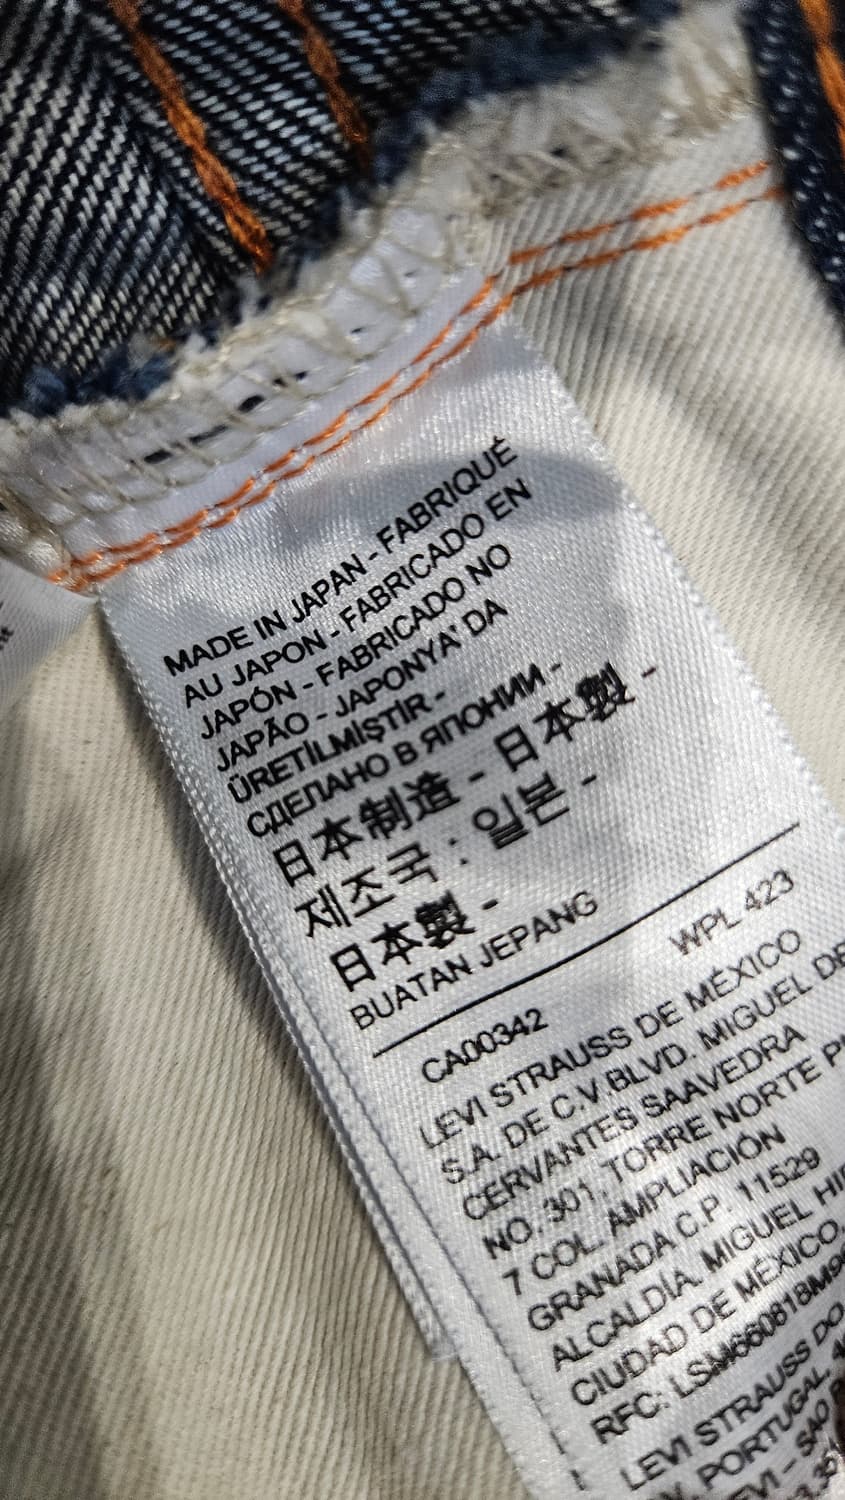 MADE IN JAPAN - FABRIQUÉ
AU JAPON - FABRICADO EN
JAPÓN - FABRICADO NO
JAPÃO - JAPONYA' DA
ÜRETİLMİŞTİR -
СДЕЛАНО В ЯПОНИИ -
日本制造 - 日本製 -
제조국 : 일본 -
日本製 -
BUATAN JEPANG
WPL 423
CA00342
LEVI STRAUSS DE MÉXICO
S.A. DE C.V.BLVD. MIGUEL DE
CERVANTES SAAVEDRA
NO. 301, TORRE NORTE
7 COL. AMPLIACIÓN
GRANADA C.P. 11529
ALCALDÍA. MIGUEL
CIUDAD DE MÉXICO,
RFC:
LEVI STRAUSS DO
PORTUGAL,